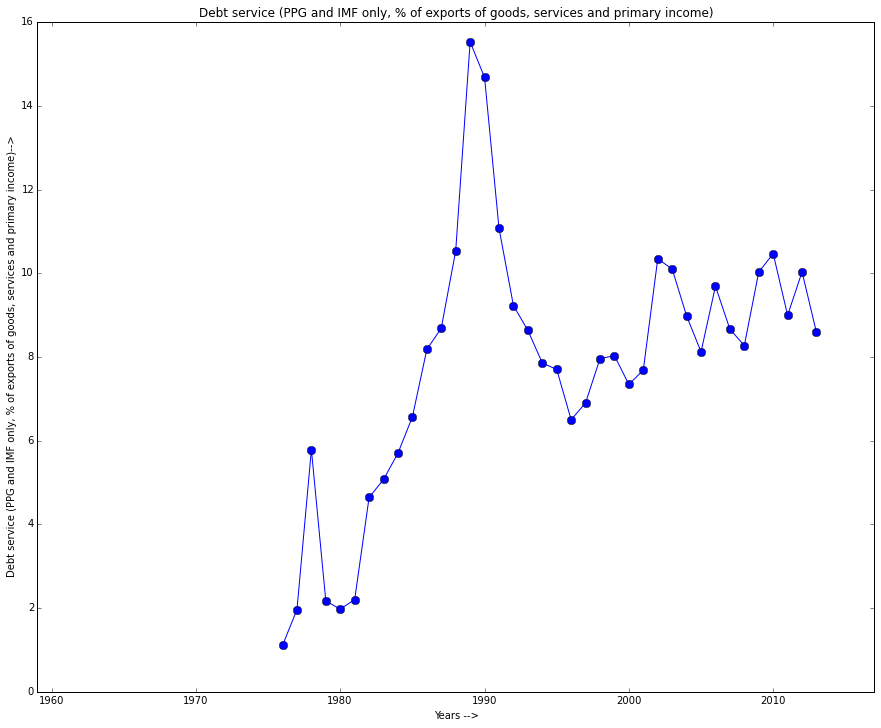 Debt service (PPG and IMF only, % of exports of goods, services and primary income)
Debt service (PPG and IMF only, % of exports of goods, services and primary income)-->
16
14
12
10
8
6
4
2
0
1960 1970 1980 1990 2000 2010
Years -->